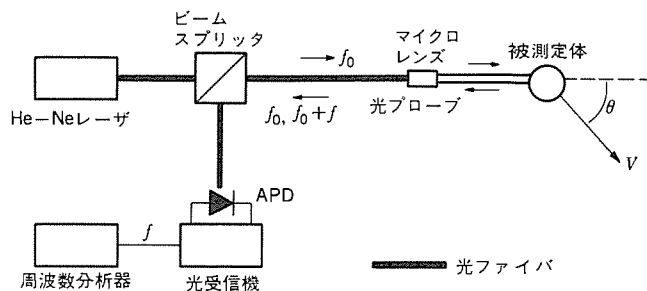 ビーム
スプリッタ
f₀
マイクロ
レンズ
被測定体
He−Neレーザ
f₀, f₀+f
光プローブ
θ
V
APD
f
周波数分析器
光受信機
光ファイバ